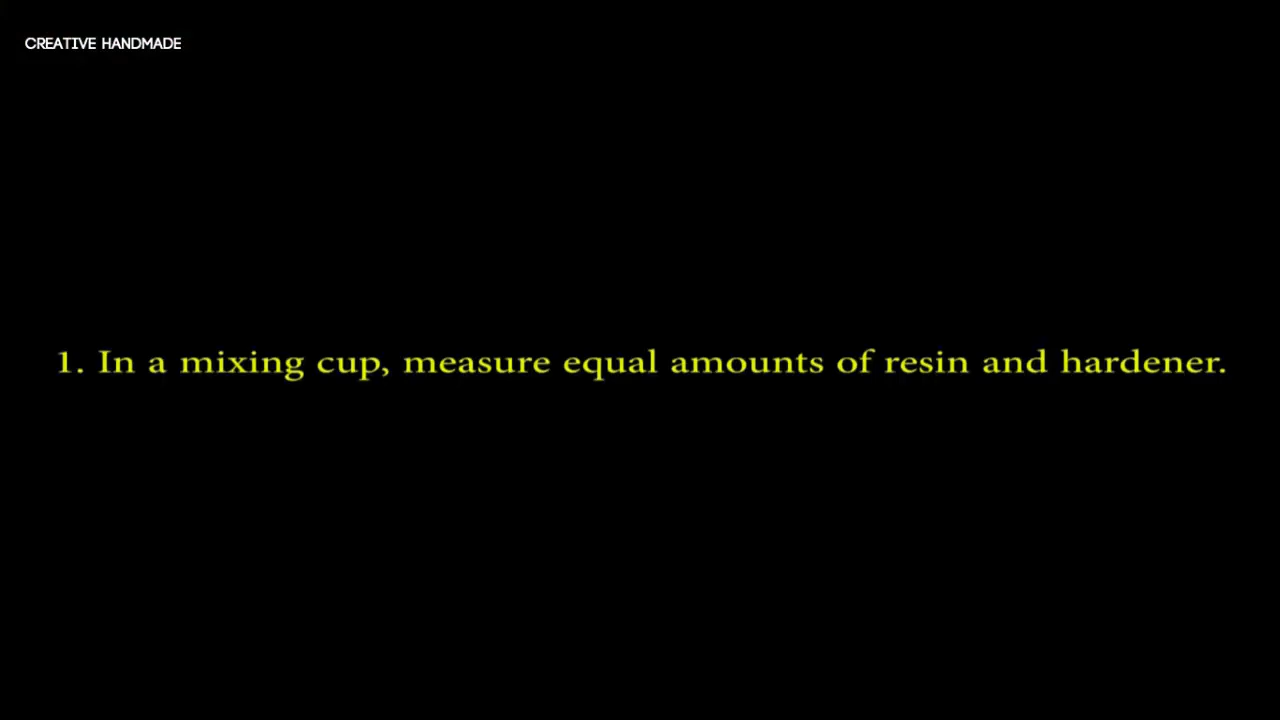 CREATIVE HANDMADE
1. In a mixing cup, measure equal amounts of resin and hardener.